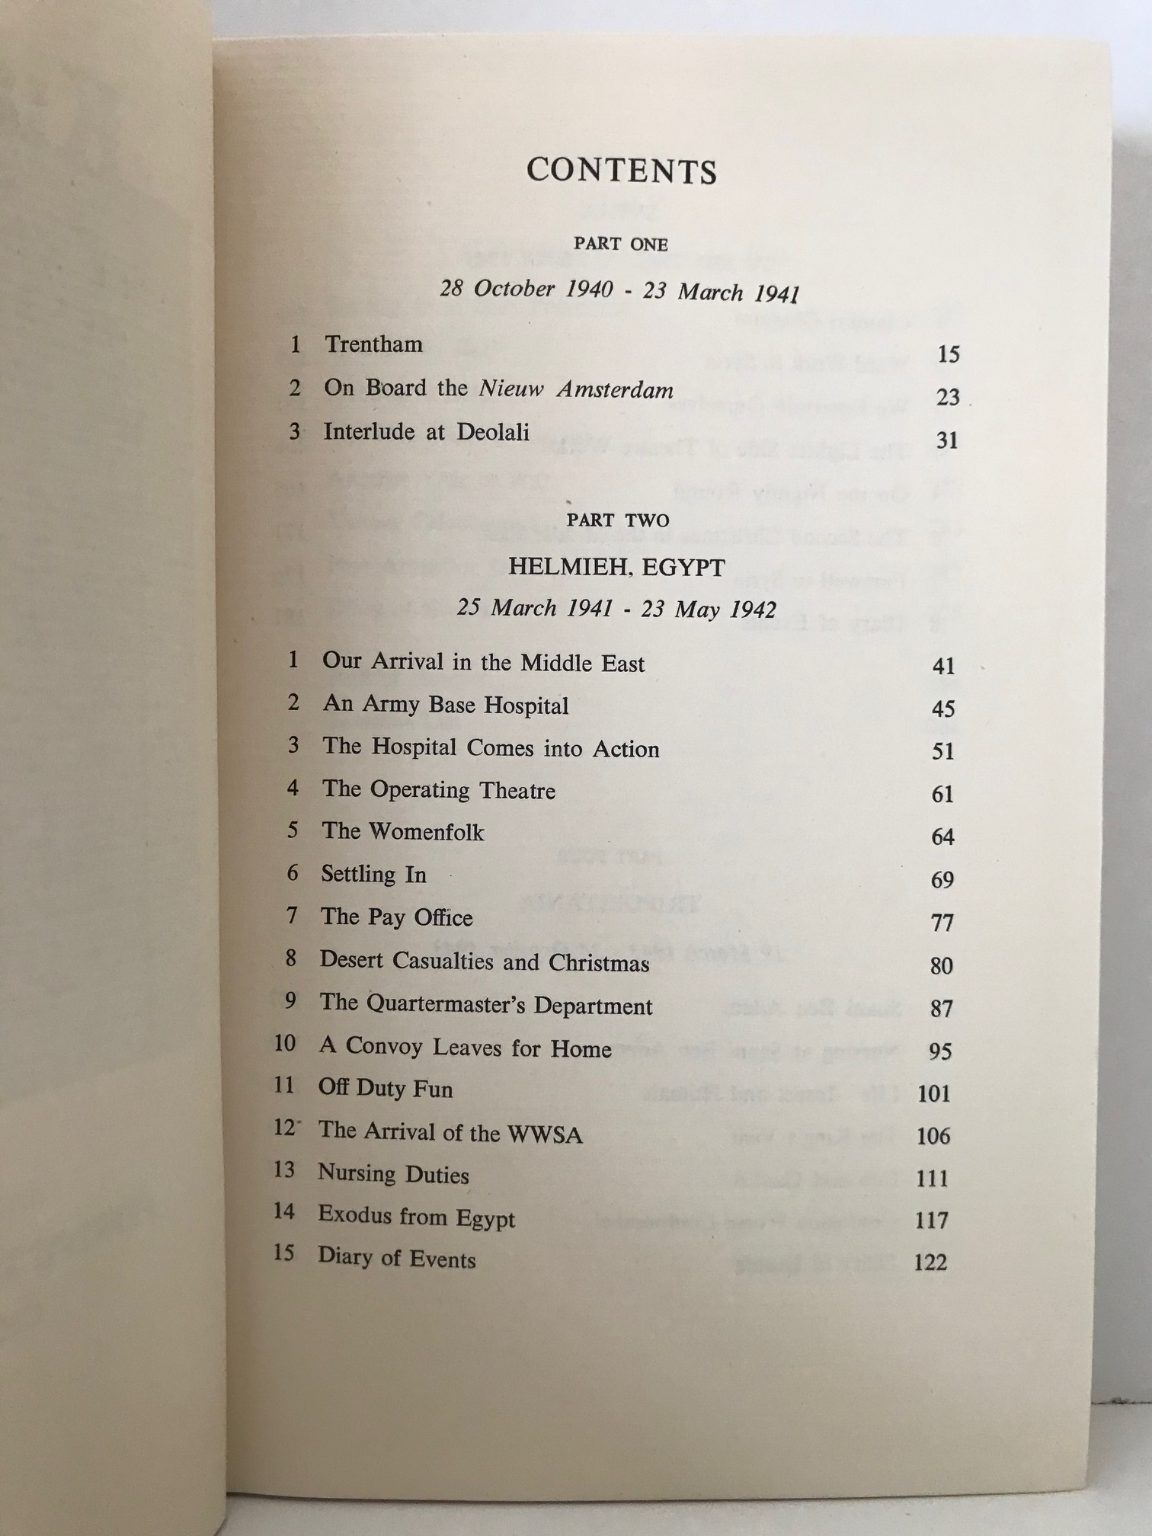 CONTENTS
PART ONE
28 October 1940 - 23 March 1941
1 Trentham 15
2 On Board the Nieuw Amsterdam 23
3 Interlude at Deolali 31
PART TWO
HELMIEH, EGYPT
25 March 1941 - 23 May 1942
1 Our Arrival in the Middle East 41
2 An Army Base Hospital 45
3 The Hospital Comes into Action 51
4 The Operating Theatre 61
5 The Womenfolk 64
6 Settling In 69
7 The Pay Office 77
8 Desert Casualties and Christmas 80
9 The Quartermaster's Department 87
10 A Convoy Leaves for Home 95
11 Off Duty Fun 101
12 The Arrival of the WWSA 106
13 Nursing Duties 111
14 Exodus from Egypt 117
15 Diary of Events 122